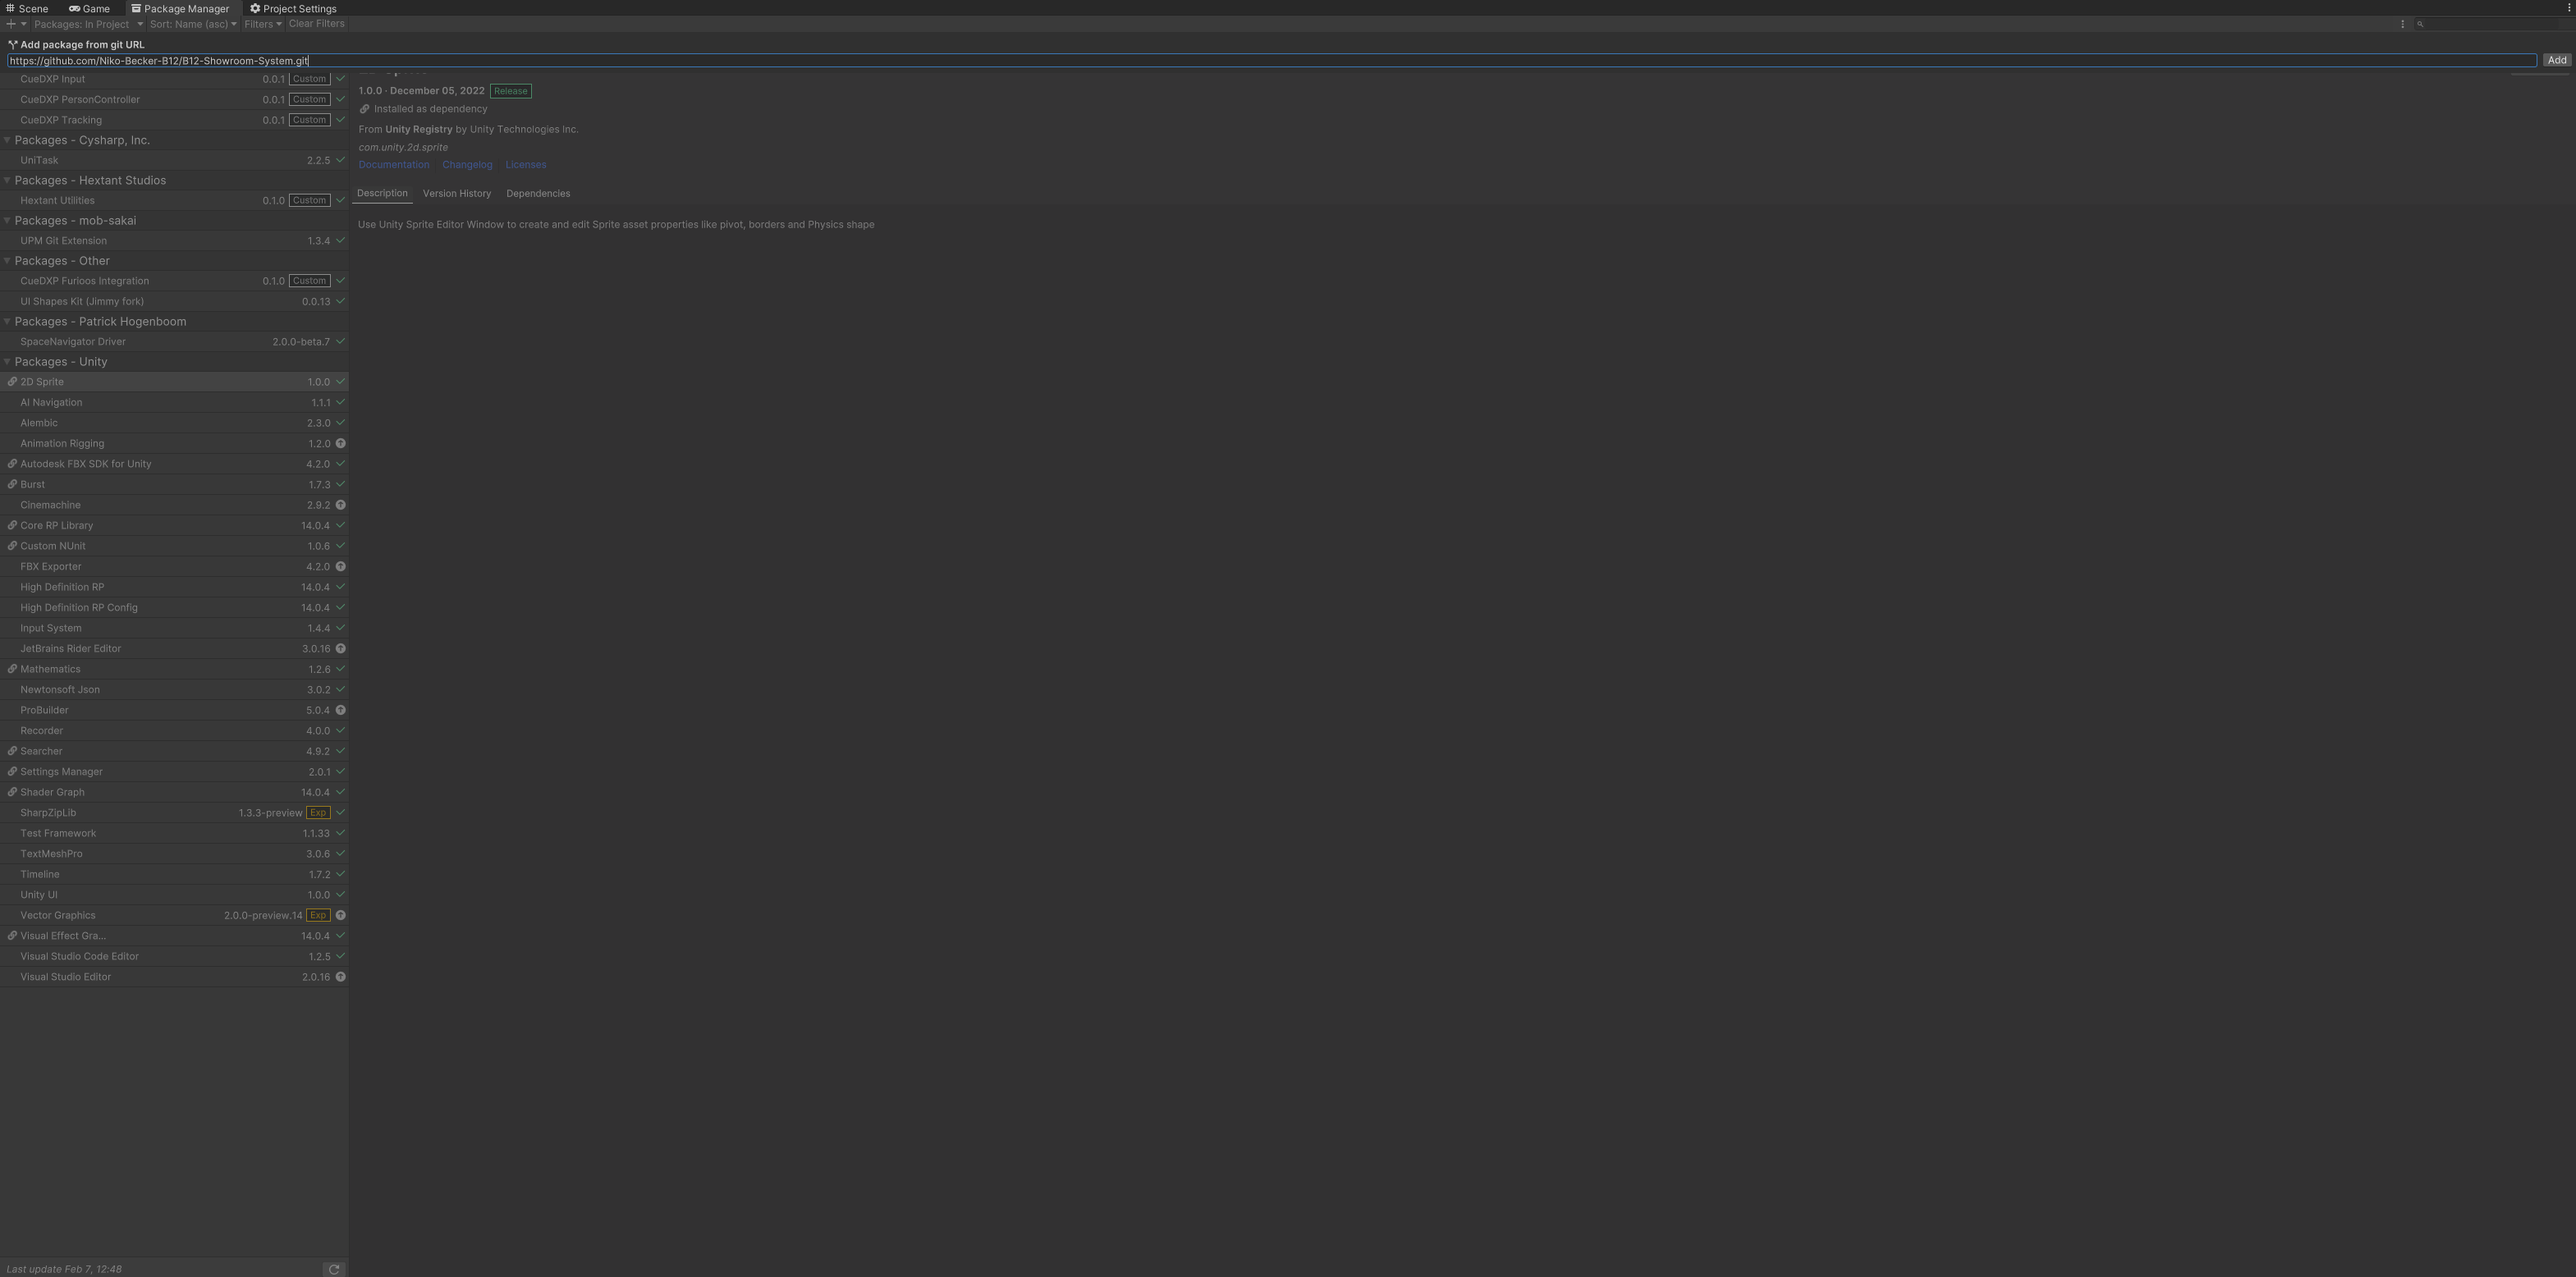 Scene Game Package Manager Project Settings
Packages: In Project Sort: Name (asc) Filters Clear Filters
Add package from git URL
https://github.com/Niko-Becker-B12/B12-Showroom-System.git Add
CueDXP Input 0.0.1 Custom
CueDXP PersonController 0.0.1 Custom
CueDXP Tracking 0.0.1 Custom
Packages - Cysharp, Inc.
UniTask 2.2.5
Packages - Hextant Studios
Hextant Utilities 0.1.0 Custom
Packages - mob-sakai
UPM Git Extension 1.3.4
Packages - Other
CueDXP Furioos Integration 0.1.0 Custom
UI Shapes Kit (Jimmy fork) 0.0.13
Packages - Patrick Hogenboom
SpaceNavigator Driver 2.0.0-beta.7
Packages - Unity
2D Sprite 1.0.0
AI Navigation 1.1.1
Alembic 2.3.0
Animation Rigging 1.2.0
Autodesk FBX SDK for Unity 4.2.0
Burst 1.7.3
Cinemachine 2.9.2
Core RP Library 14.0.4
Custom NUnit 1.0.6
FBX Exporter 4.2.0
High Definition RP 14.0.4
High Definition RP Config 14.0.4
Input System 1.4.4
JetBrains Rider Editor 3.0.16
Mathematics 1.2.6
Newtonsoft Json 3.0.2
ProBuilder 5.0.4
Recorder 4.0.0
Searcher 4.9.2
Settings Manager 2.0.1
Shader Graph 14.0.4
SharpZipLib 1.3.3-preview Exp
Test Framework 1.1.33
TextMeshPro 3.0.6
Timeline 1.7.2
Unity UI 1.0.0
Vector Graphics 2.0.0-preview.14 Exp
Visual Effect Gra... 14.0.4
Visual Studio Code Editor 1.2.5
Visual Studio Editor 2.0.16
Last update Feb 7, 12:48
1.0.0 · December 05, 2022 Release
Installed as dependency
From Unity Registry by Unity Technologies Inc.
com.unity.2d.sprite
Documentation Changelog Licenses
Description Version History Dependencies
Use Unity Sprite Editor Window to create and edit Sprite asset properties like pivot, borders and Physics shape